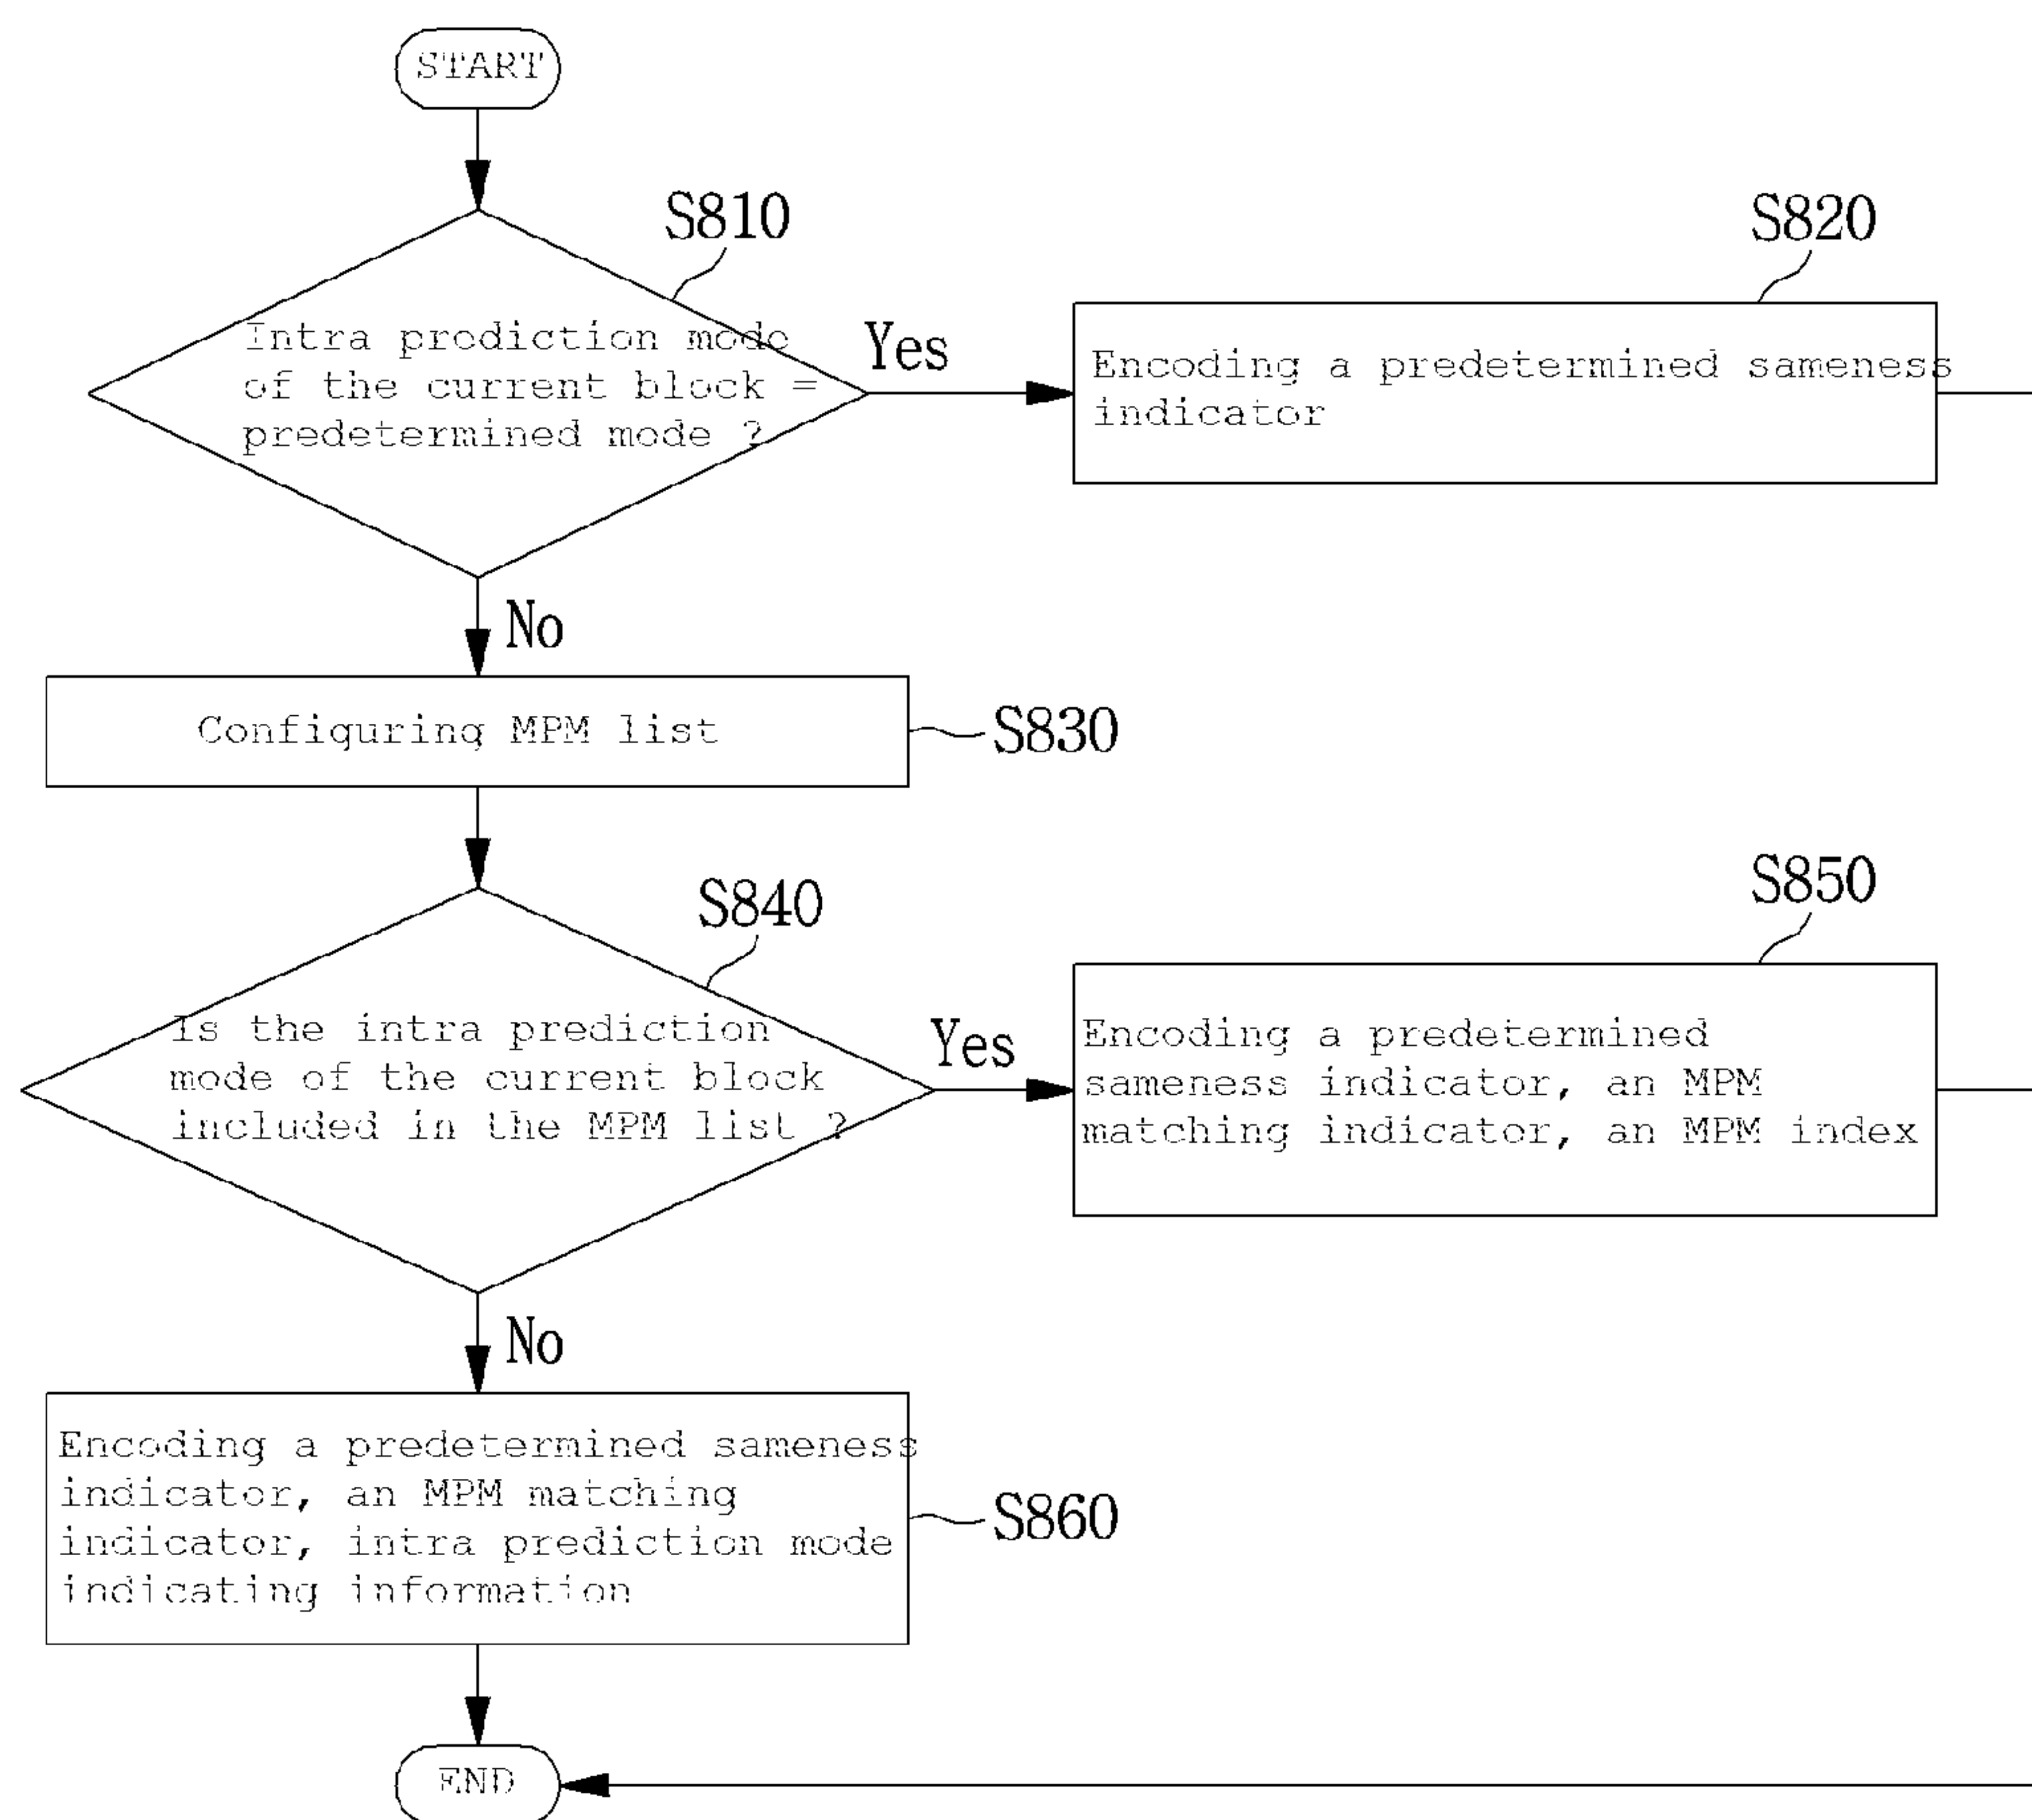 START
S810
Intra prediction mode
of the current block =
predetermined mode ?
Yes
S820
Encoding a predetermined sameness
indicator
No
Configuring MPM list
S830
S840
Is the intra prediction
mode of the current block
included in the MPM list ?
Yes
S850
Encoding a predetermined
sameness indicator, an MPM
matching indicator, an MPM index
No
Encoding a predetermined sameness
indicator, an MPM matching
indicator, intra prediction mode
indicating information
S860
END